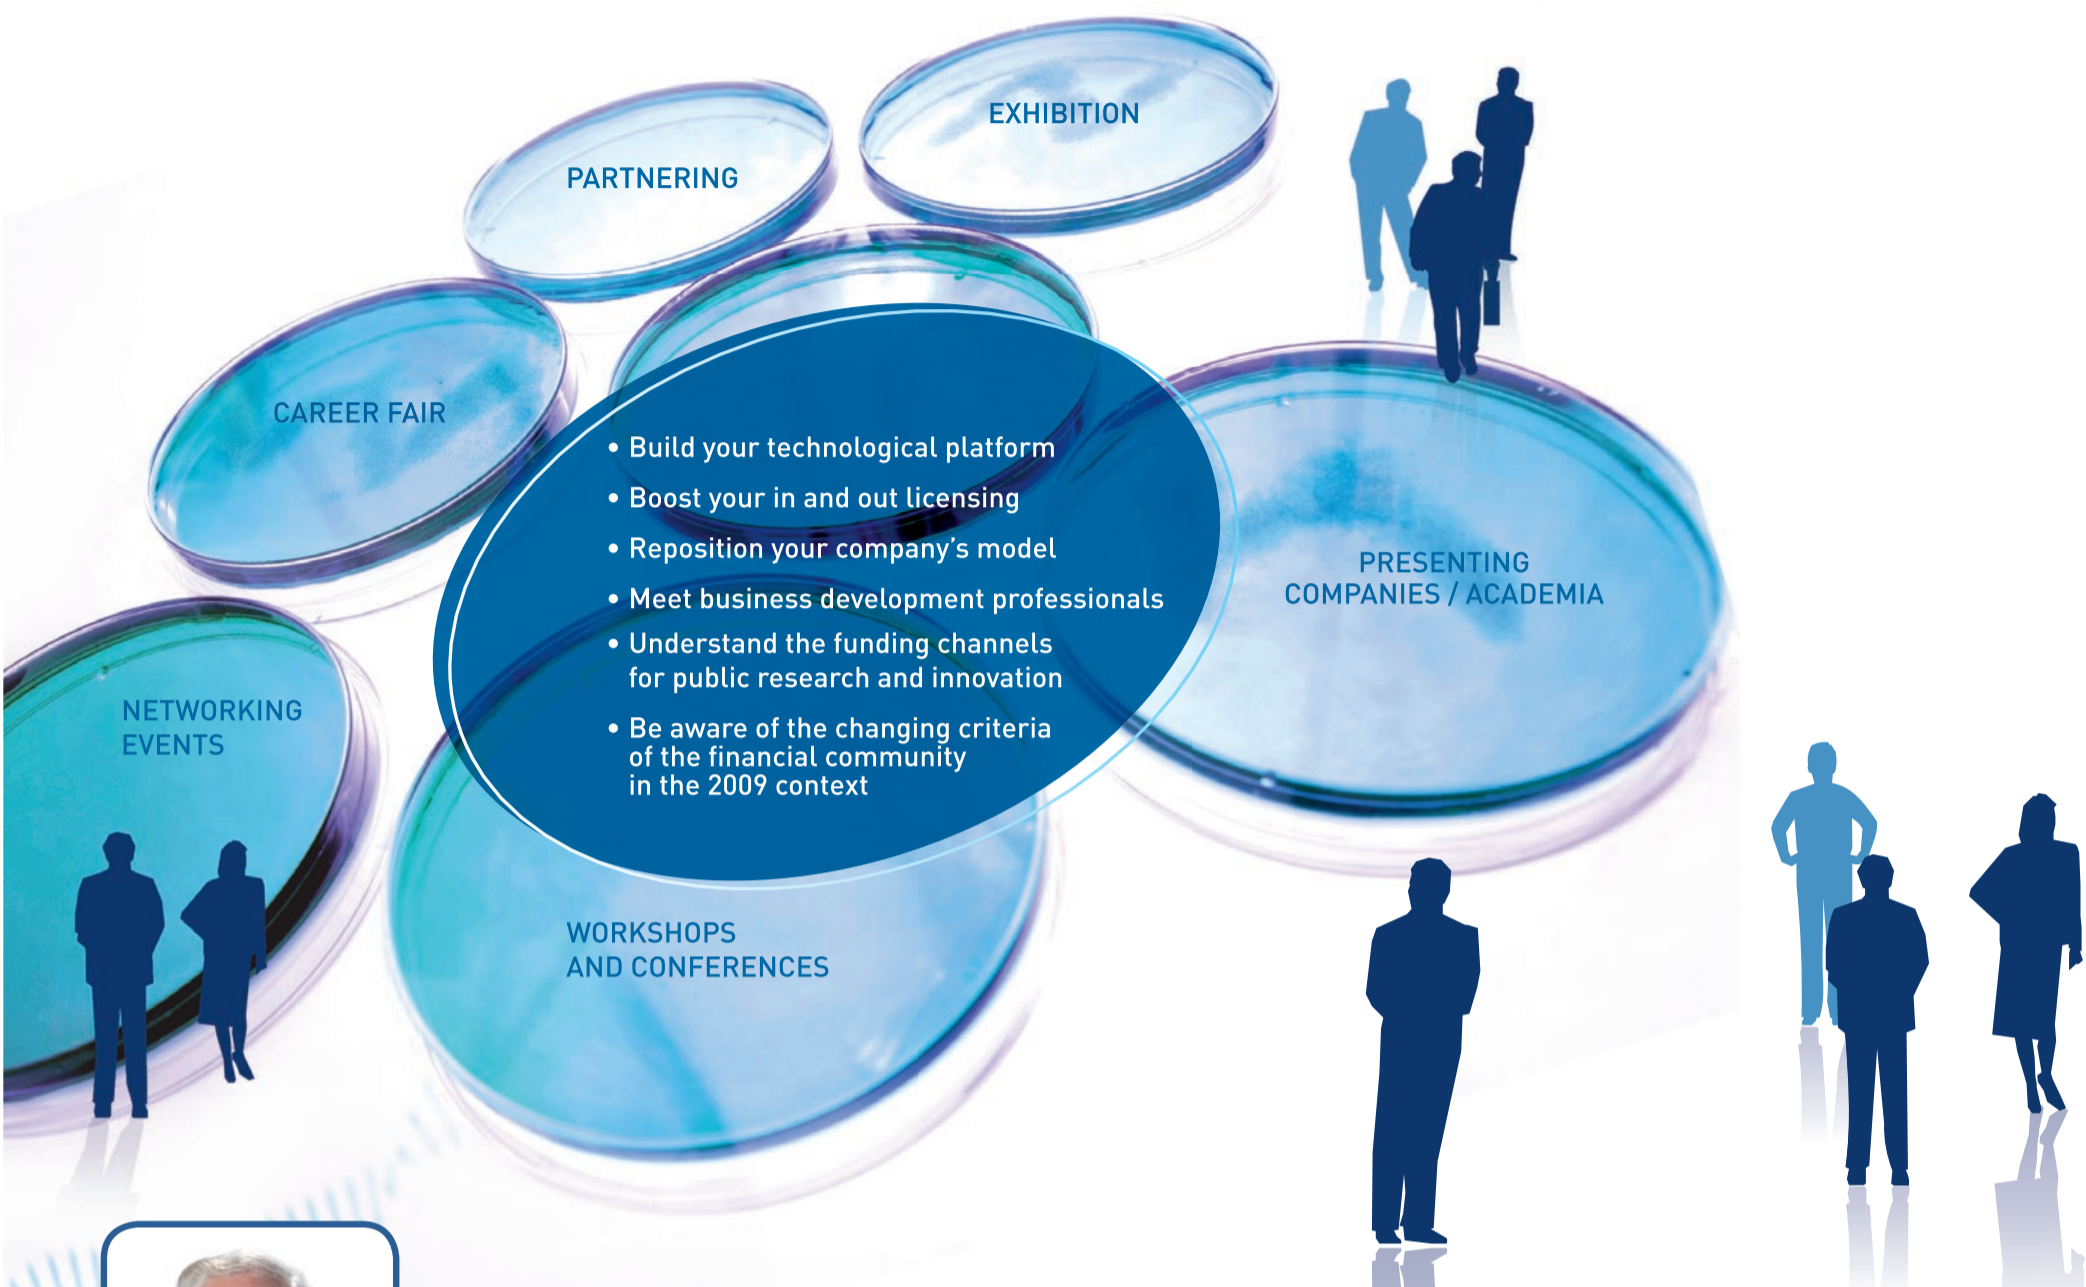 EXHIBITION
PARTNERING
CAREER FAIR
• Build your technological platform
• Boost your in and out licensing
• Reposition your company's model
• Meet business development professionals
• Understand the funding channels
for public research and innovation
• Be aware of the changing criteria
of the financial community
in the 2009 context
PRESENTING
COMPANIES / ACADEMIA
NETWORKING
EVENTS
WORKSHOPS
AND CONFERENCES